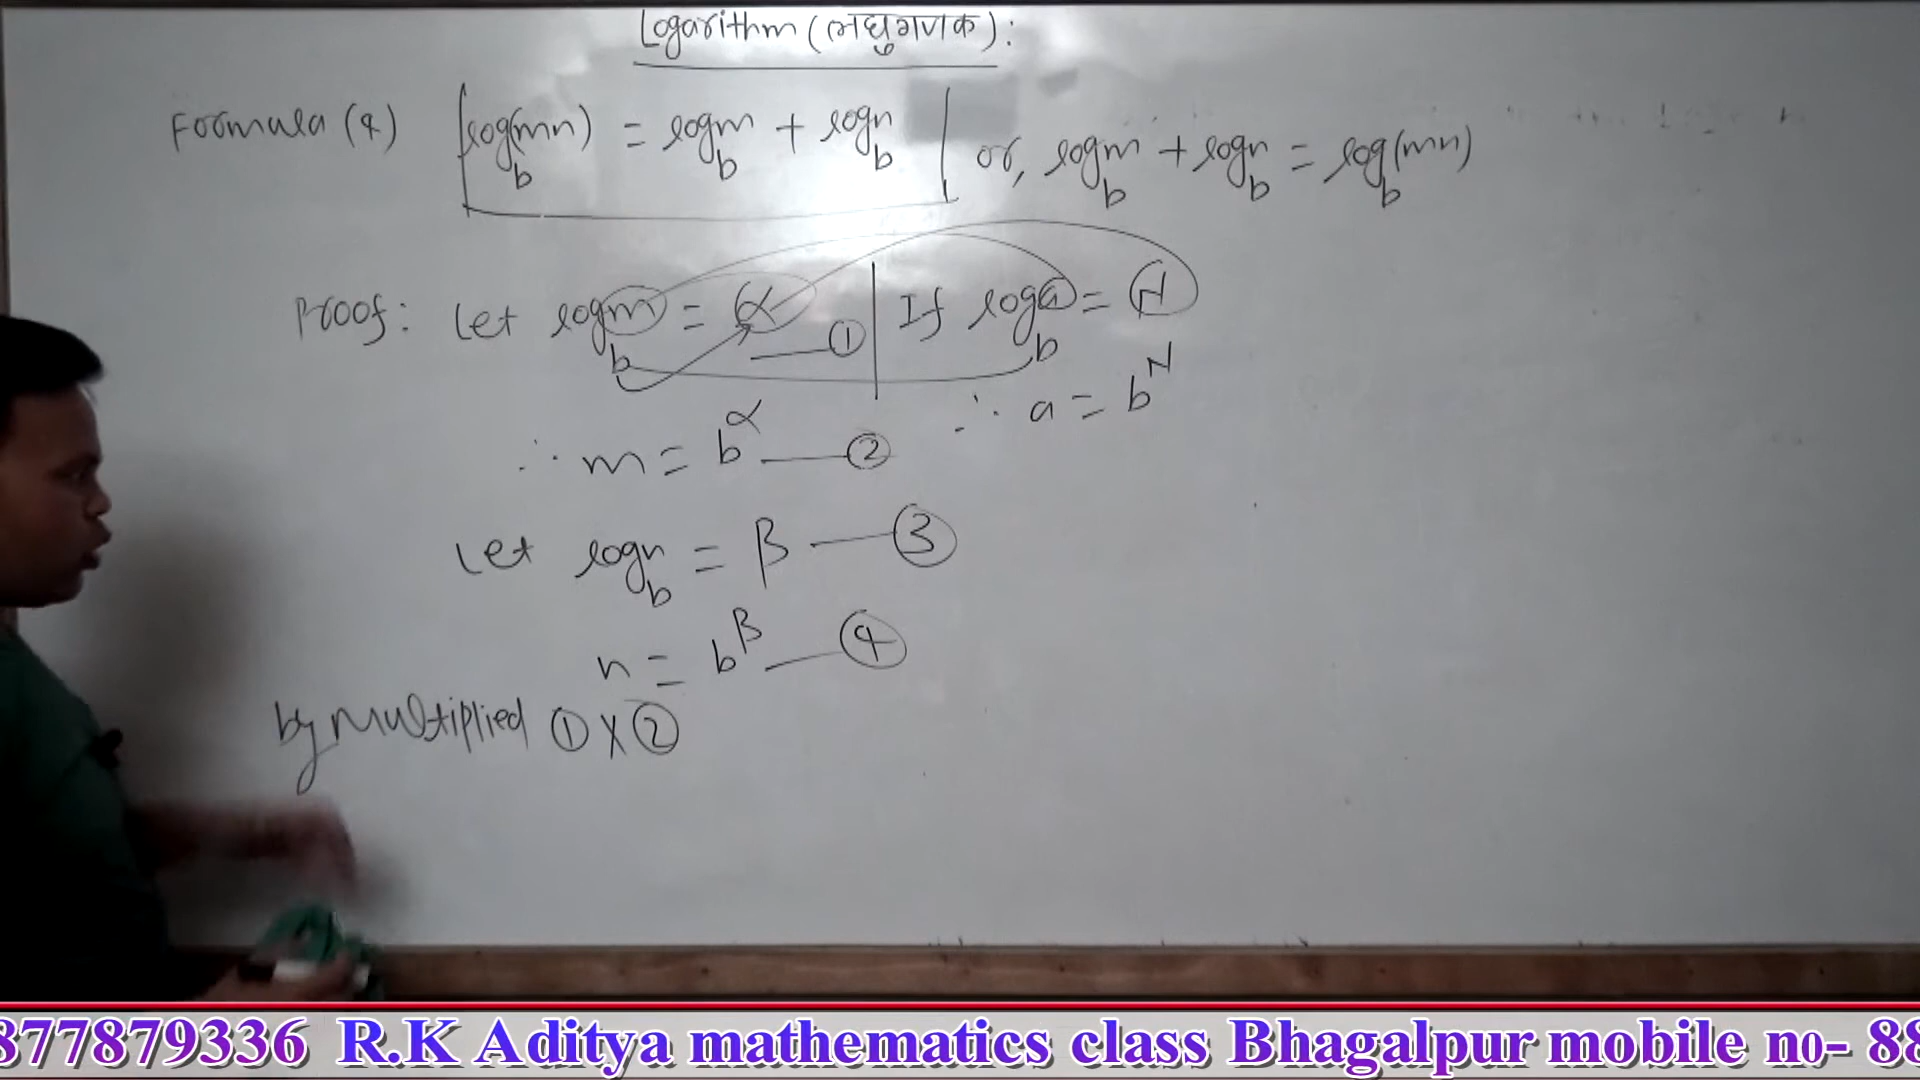 Logarithm (लघुगणक):
Formula (4) log_b(mn) = log_b m + log_b n or, log_b m + log_b n = log_b(mn)
Proof: Let log_b m = α —① If log_b a = N
∴ m = b^α —② ∴ a = b^N
Let log_b n = β —③
n = b^β —④
by multiplied ① X ②
877879336 R.K Aditya mathematics class Bhagalpur mobile no- 88